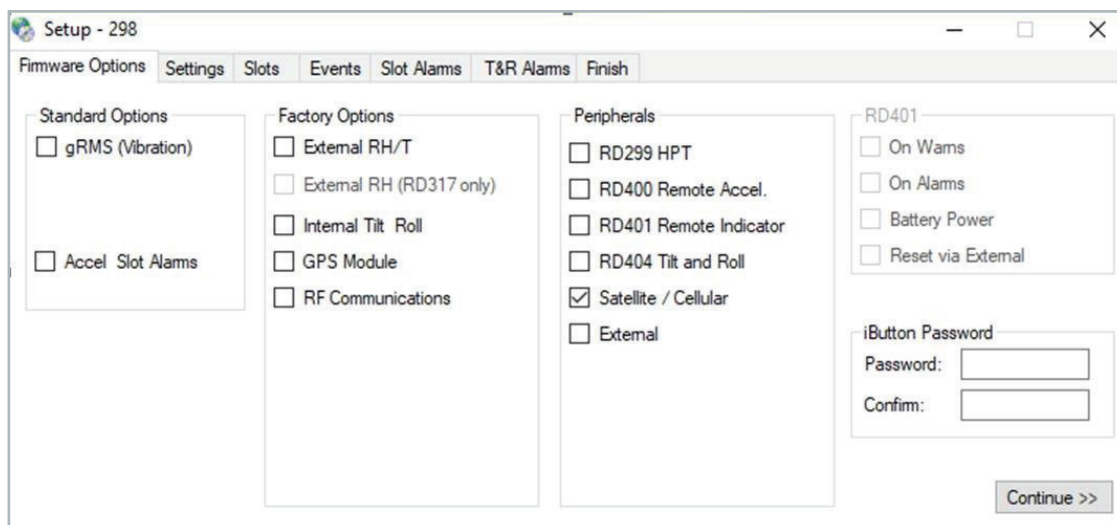 Setup - 298
Firmware Options Settings Slots Events Slot Alarms T&R Alarms Finish
Standard Options
gRMS (Vibration)
Accel Slot Alarms
Factory Options
External RH/T
External RH (RD317 only)
Internal Tilt Roll
GPS Module
RF Communications
Peripherals
RD299 HPT
RD400 Remote Accel.
RD401 Remote Indicator
RD404 Tilt and Roll
Satellite / Cellular
External
RD401
On Warns
On Alarms
Battery Power
Reset via External
iButton Password
Password:
Confirm:
Continue >>